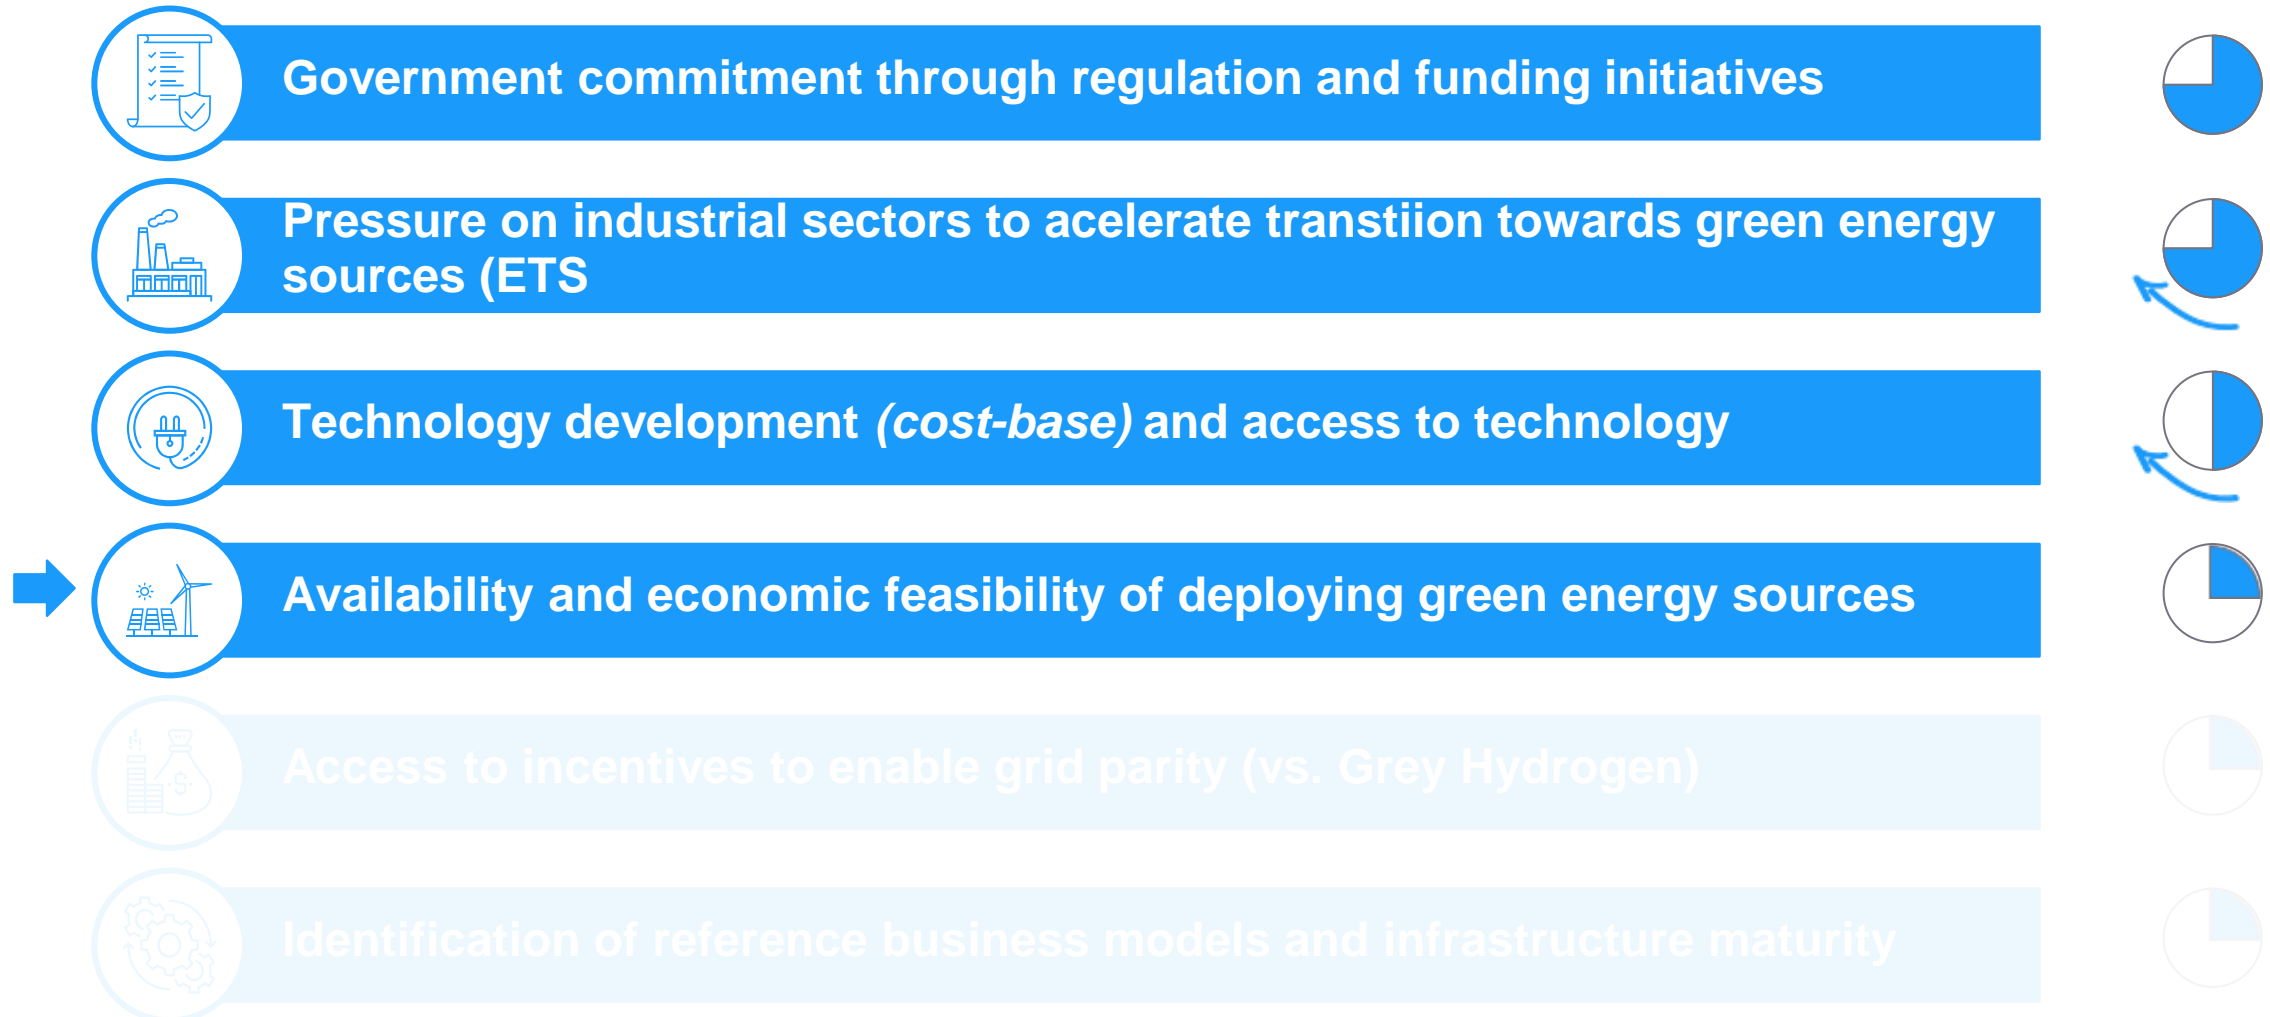 Government commitment through regulation and funding initiatives
Pressure on industrial sectors to acelerate transtiion towards green energy
sources (ETS
Technology development (cost-base) and access to technology
Availability and economic feasibility of deploying green energy sources
Access to incentives to enable grid parity (vs. Grey Hydrogen)
Identification of reference business models and infrastructure maturity